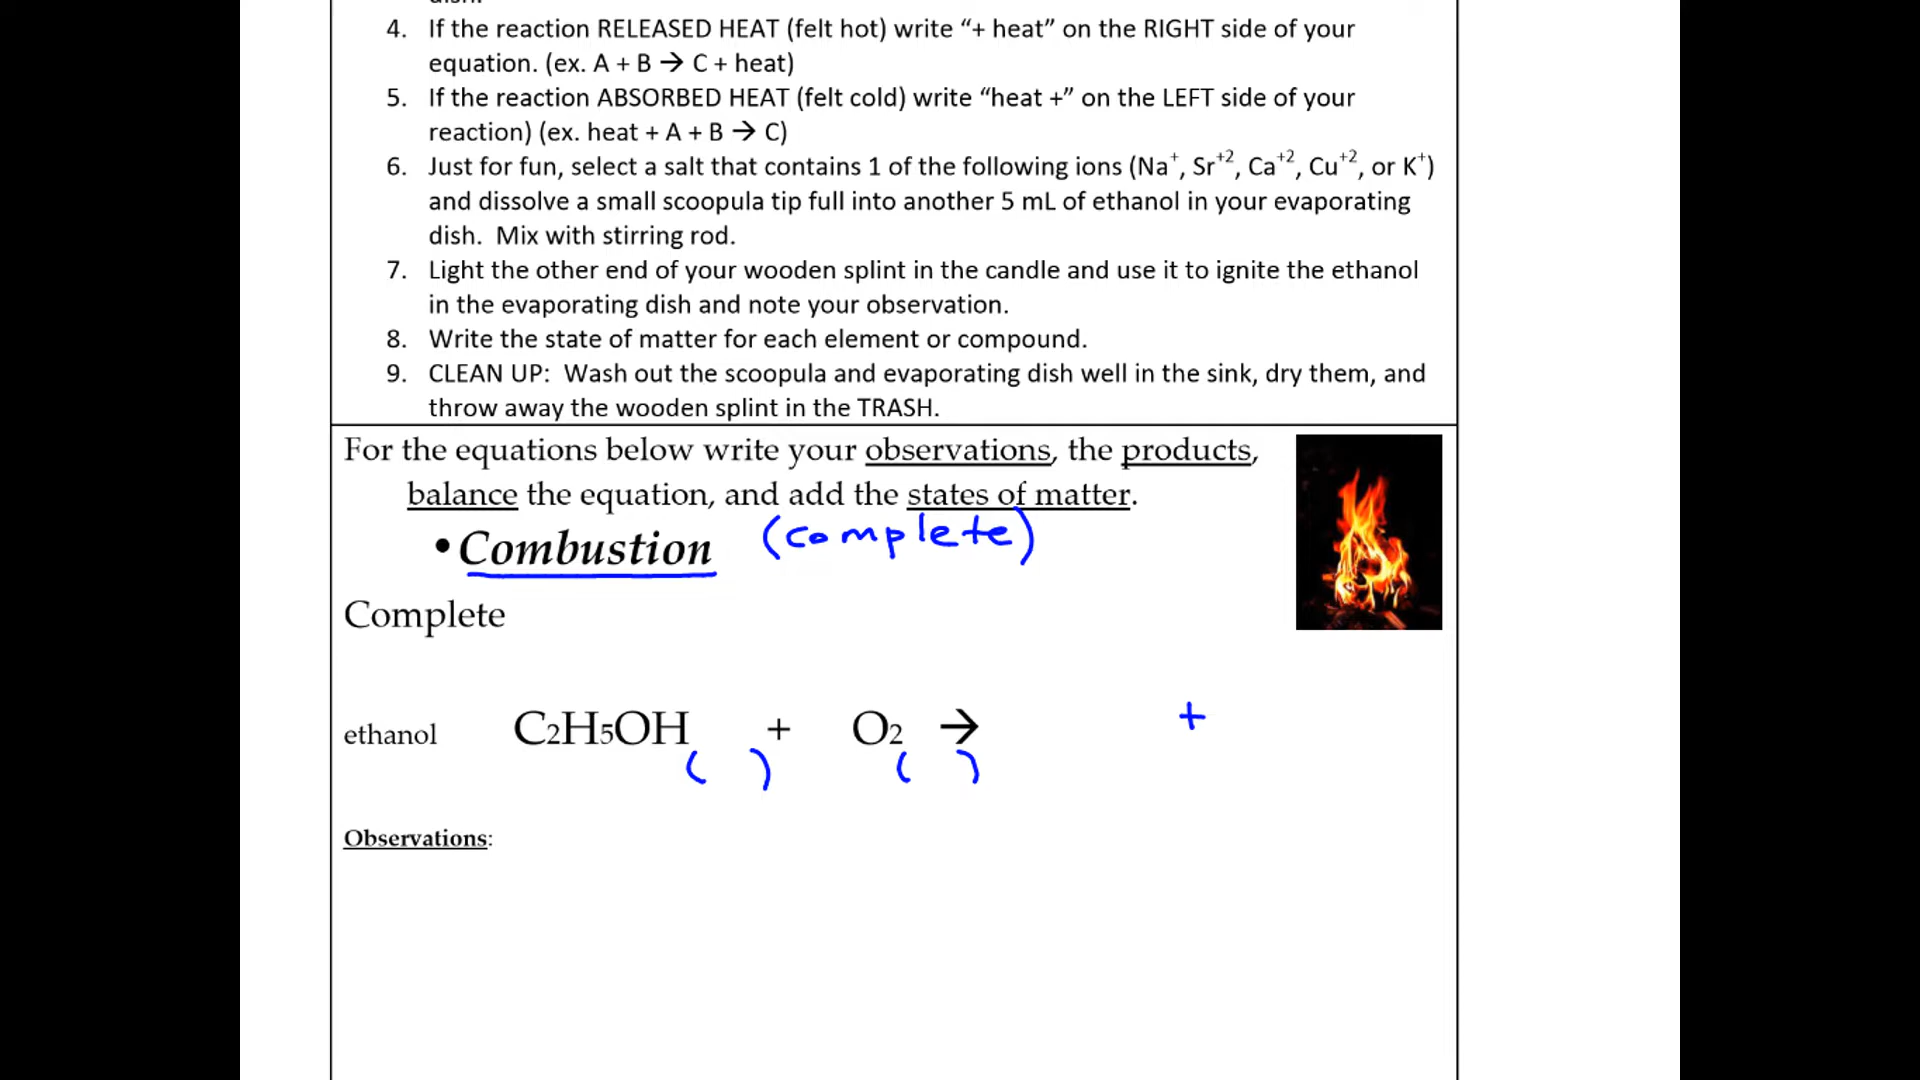 dish.
4. If the reaction RELEASED HEAT (felt hot) write “+ heat” on the RIGHT side of your
equation. (ex. A + B → C + heat)
5. If the reaction ABSORBED HEAT (felt cold) write “heat +” on the LEFT side of your
reaction) (ex. heat + A + B → C)
6. Just for fun, select a salt that contains 1 of the following ions (Na⁺, Sr⁺², Ca⁺², Cu⁺², or K⁺)
and dissolve a small scoopula tip full into another 5 mL of ethanol in your evaporating
dish. Mix with stirring rod.
7. Light the other end of your wooden splint in the candle and use it to ignite the ethanol
in the evaporating dish and note your observation.
8. Write the state of matter for each element or compound.
9. CLEAN UP: Wash out the scoopula and evaporating dish well in the sink, dry them, and
throw away the wooden splint in the TRASH.
For the equations below write your observations, the products,
balance the equation, and add the states of matter.
• Combustion (complete)
Complete
ethanol C₂H₅OH ( ) + O₂ ( ) → +
Observations: